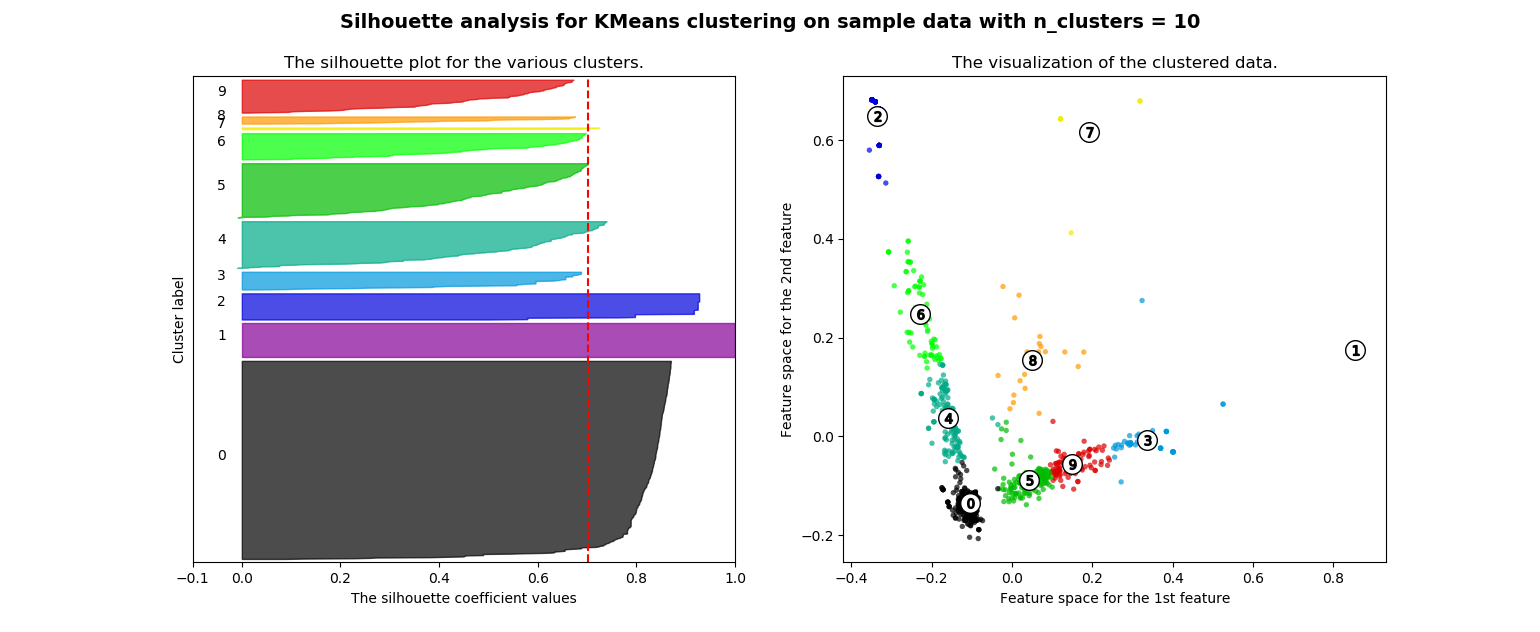 Silhouette analysis for KMeans clustering on sample data with n_clusters = 10
The silhouette plot for the various clusters.
Cluster label
9
8
7
6
5
4
3
2
1
0
−0.1 0.0 0.2 0.4 0.6 0.8 1.0
The silhouette coefficient values
The visualization of the clustered data.
Feature space for the 2nd feature
0.6
0.4
0.2
0.0
−0.2
2
7
6
8
1
4
3
9
5
0
−0.4 −0.2 0.0 0.2 0.4 0.6 0.8
Feature space for the 1st feature